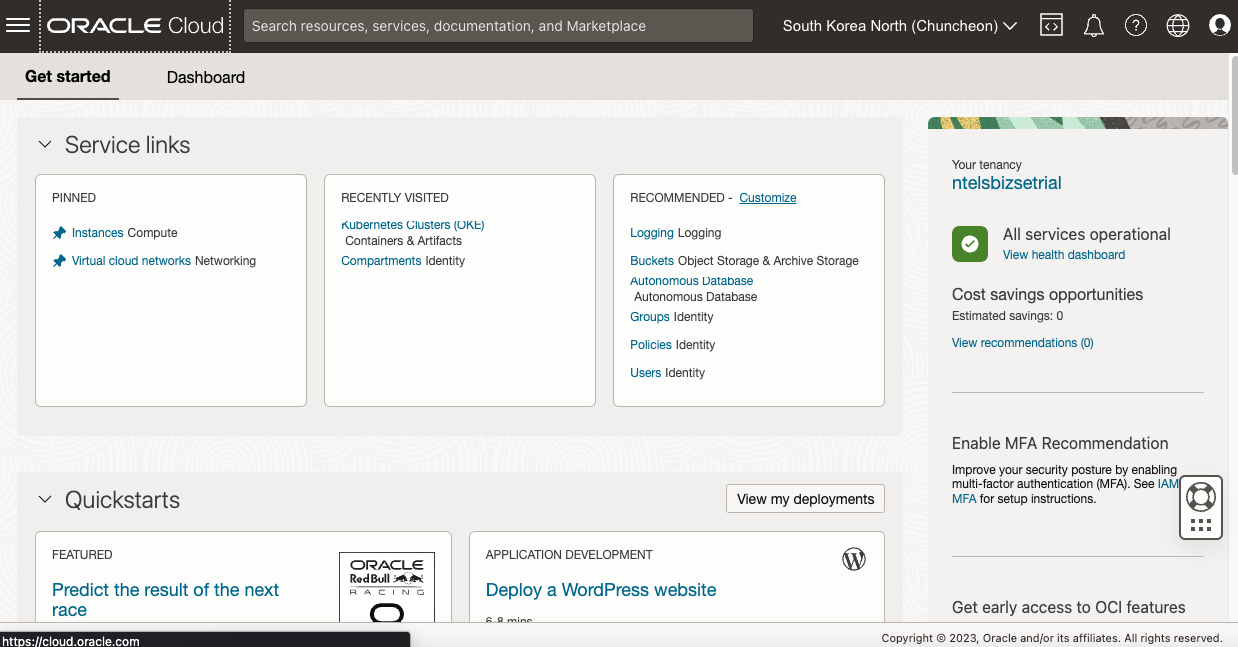 ORACLE Cloud
Search resources, services, documentation, and Marketplace
South Korea North (Chuncheon)
Get started
Dashboard
Service links
PINNED
Instances Compute
Virtual cloud networks Networking
RECENTLY VISITED
Kubernetes Clusters (OKE)
Containers & Artifacts
Compartments Identity
RECOMMENDED - Customize
Logging Logging
Buckets Object Storage & Archive Storage
Autonomous Database
Autonomous Database
Groups Identity
Policies Identity
Users Identity
Your tenancy
ntelsbizsetrial
All services operational
View health dashboard
Cost savings opportunities
Estimated savings: 0
View recommendations (0)
Enable MFA Recommendation
Improve your security posture by enabling
multi-factor authentication (MFA). See IAM
MFA for setup instructions.
Get early access to OCI features
Quickstarts
View my deployments
FEATURED
Predict the result of the next
race
ORACLE
Red Bull
RACING
APPLICATION DEVELOPMENT
Deploy a WordPress website
6-8 mins
https://cloud.oracle.com
Copyright © 2023, Oracle and/or its affiliates. All rights reserved.